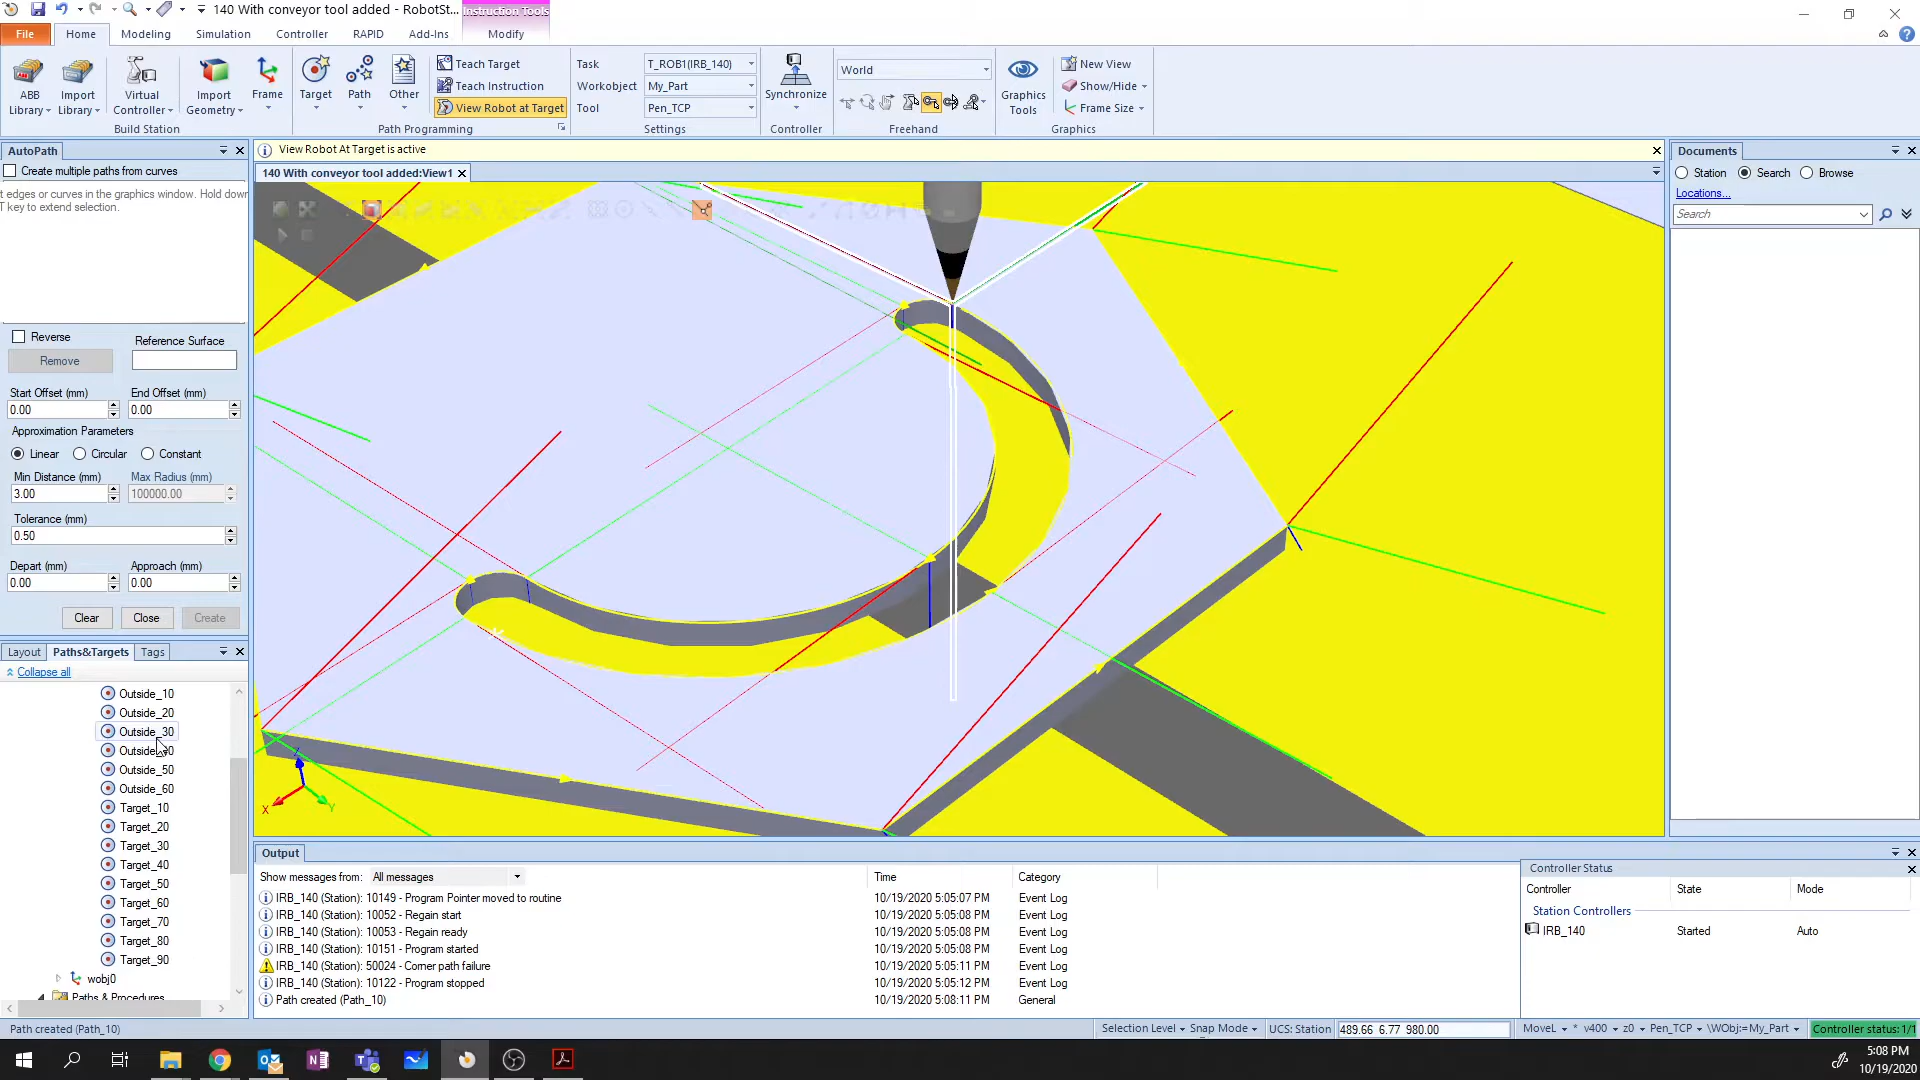 140 With conveyor tool added - RobotSt...
Instruction Tools
File
Home
Modeling
Simulation
Controller
RAPID
Add-Ins
Modify
ABB Library
Import Library
Virtual Controller
Import Geometry
Frame
Build Station
Target
Path
Other
Teach Target
Teach Instruction
View Robot at Target
Path Programming
Task
T_ROB1(IRB_140)
Workobject
My_Part
Tool
Pen_TCP
Settings
Synchronize
Controller
World
Freehand
Graphics Tools
New View
Show/Hide
Frame Size
Graphics
AutoPath
Create multiple paths from curves
t edges or curves in the graphics window. Hold down
T key to extend selection.
Reverse
Reference Surface
Remove
Start Offset (mm)
End Offset (mm)
0.00
0.00
Approximation Parameters
Linear
Circular
Constant
Min Distance (mm)
Max Radius (mm)
3.00
100000.00
Tolerance (mm)
0.50
Depart (mm)
Approach (mm)
0.00
0.00
Clear
Close
Create
View Robot At Target is active
140 With conveyor tool added:View1
Z
X
Y
Documents
Station
Search
Browse
Locations...
Search
Layout
Paths&Targets
Tags
Collapse all
Outside_10
Outside_20
Outside_30
Outside_50
Outside_60
Target_10
Target_20
Target_30
Target_40
Target_50
Target_60
Target_70
Target_80
Target_90
wobj0
Paths & Procedures
Output
Show messages from:
All messages
Time
Category
IRB_140 (Station): 10149 - Program Pointer moved to routine 10/19/2020 5:05:07 PM Event Log
IRB_140 (Station): 10052 - Regain start 10/19/2020 5:05:08 PM Event Log
IRB_140 (Station): 10053 - Regain ready 10/19/2020 5:05:08 PM Event Log
IRB_140 (Station): 10151 - Program started 10/19/2020 5:05:08 PM Event Log
IRB_140 (Station): 50024 - Corner path failure 10/19/2020 5:05:11 PM Event Log
IRB_140 (Station): 10122 - Program stopped 10/19/2020 5:05:12 PM Event Log
Path created (Path_10) 10/19/2020 5:08:11 PM General
Controller Status
Controller
State
Mode
Station Controllers
IRB_140
Started
Auto
Path created (Path_10)
Selection Level
Snap Mode
UCS: Station
489.66 6.77 980.00
MoveL * v400 z0 Pen_TCP \WObj:=My_Part
Controller status: 1/1
5:08 PM
10/19/2020